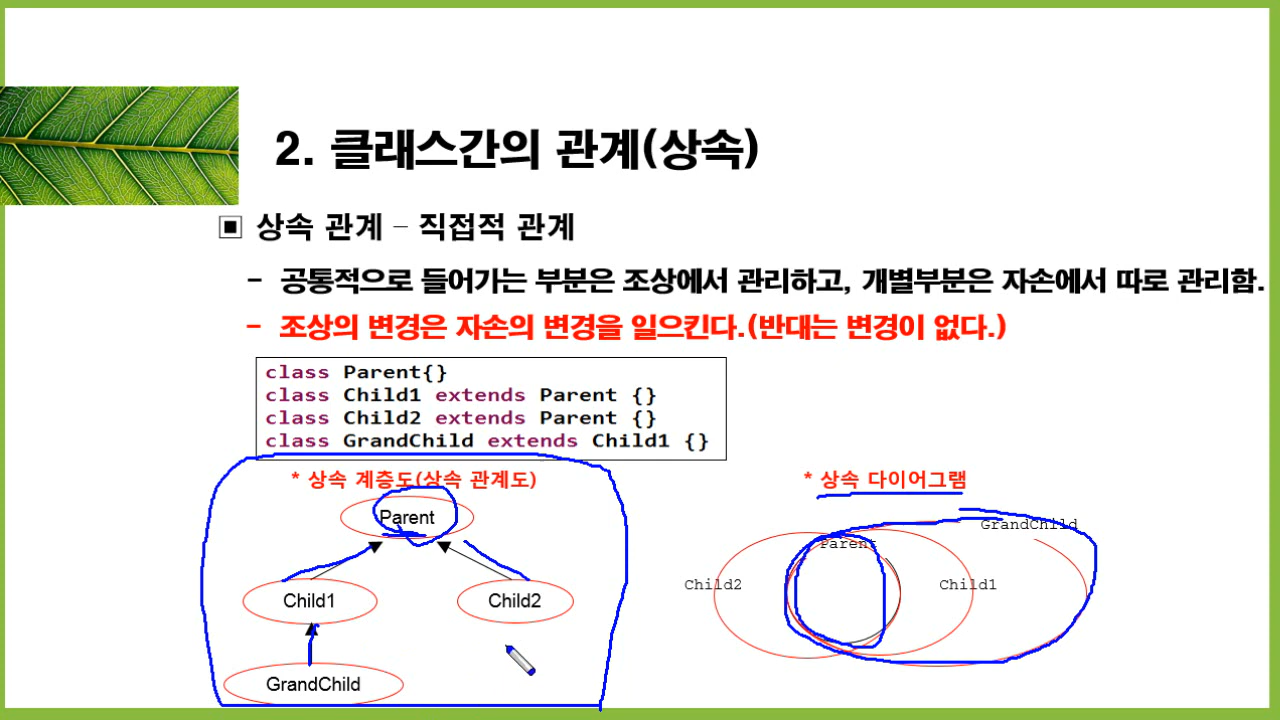 2. 클래스간의 관계(상속)
▣ 상속 관계 – 직접적 관계
- 공통적으로 들어가는 부분은 조상에서 관리하고, 개별부분은 자손에서 따로 관리함.
- 조상의 변경은 자손의 변경을 일으킨다.(반대는 변경이 없다.)
class Parent{}
class Child1 extends Parent {}
class Child2 extends Parent {}
class GrandChild extends Child1 {}
* 상속 계층도(상속 관계도)
Parent
Child1
Child2
GrandChild
* 상속 다이어그램
GrandChild
Parent
Child2
Child1